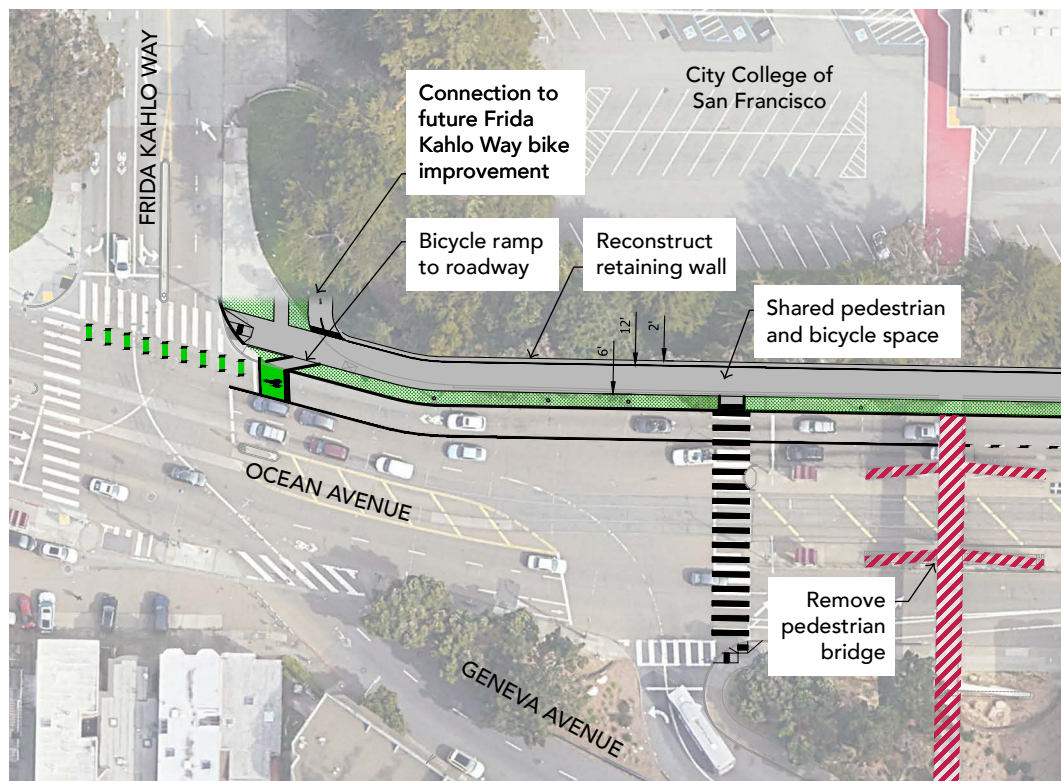 FRIDA KAHLO WAY
City College of
San Francisco
Connection to
future Frida
Kahlo Way bike
improvement
Bicycle ramp
to roadway
Reconstruct
retaining wall
Shared pedestrian
and bicycle space
6'
12'
2'
OCEAN AVENUE
GENEVA AVENUE
Remove
pedestrian
bridge